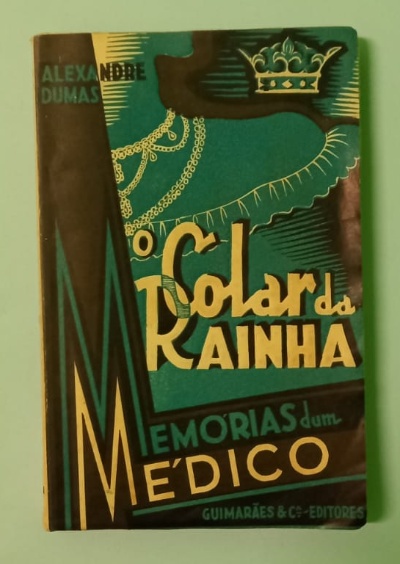 ALEXANDRE
DUMAS
O
Colar da
RAINHA
MEMÓRIAS dum
MÉDICO
GUIMARÃES & Cª-EDITORES